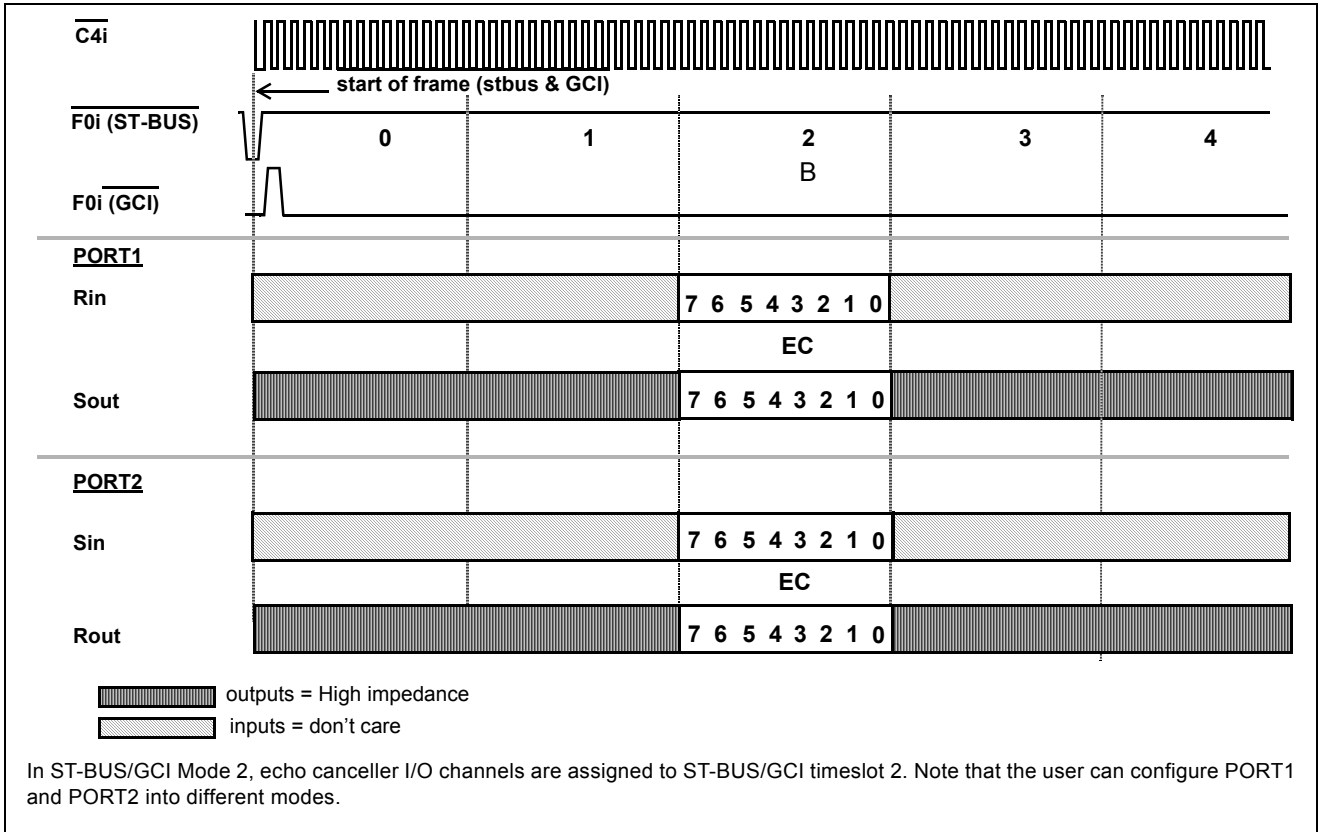 C4i
start of frame (stbus & GCI)
F0i (ST-BUS)
0 1 2 3 4
B
F0i (GCI)
PORT1
Rin
7 6 5 4 3 2 1 0
EC
Sout
7 6 5 4 3 2 1 0
PORT2
Sin
7 6 5 4 3 2 1 0
EC
Rout
7 6 5 4 3 2 1 0
outputs = High impedance
inputs = don't care
In ST-BUS/GCI Mode 2, echo canceller I/O channels are assigned to ST-BUS/GCI timeslot 2. Note that the user can configure PORT1
and PORT2 into different modes.